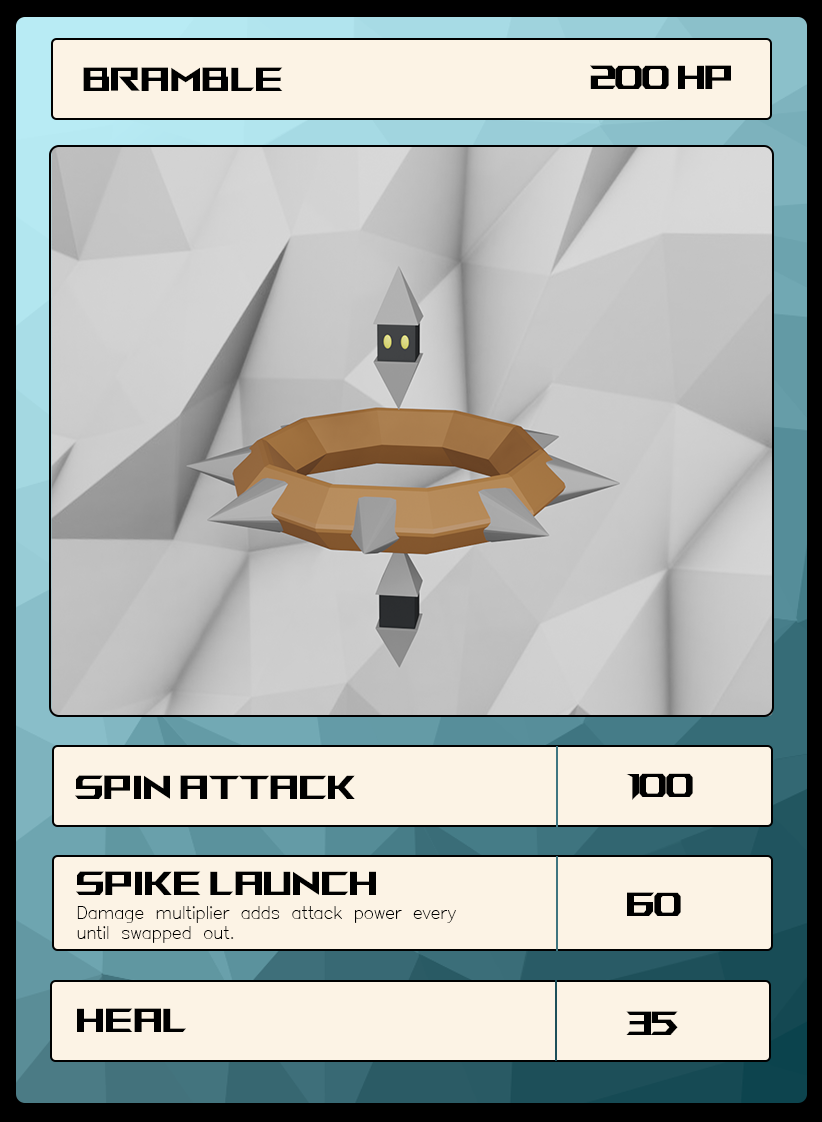 BRAMBLE 200 HP
SPIN ATTACK 100
SPIKE LAUNCH 60
Damage multiplier adds attack power every
until swapped out.
HEAL 35